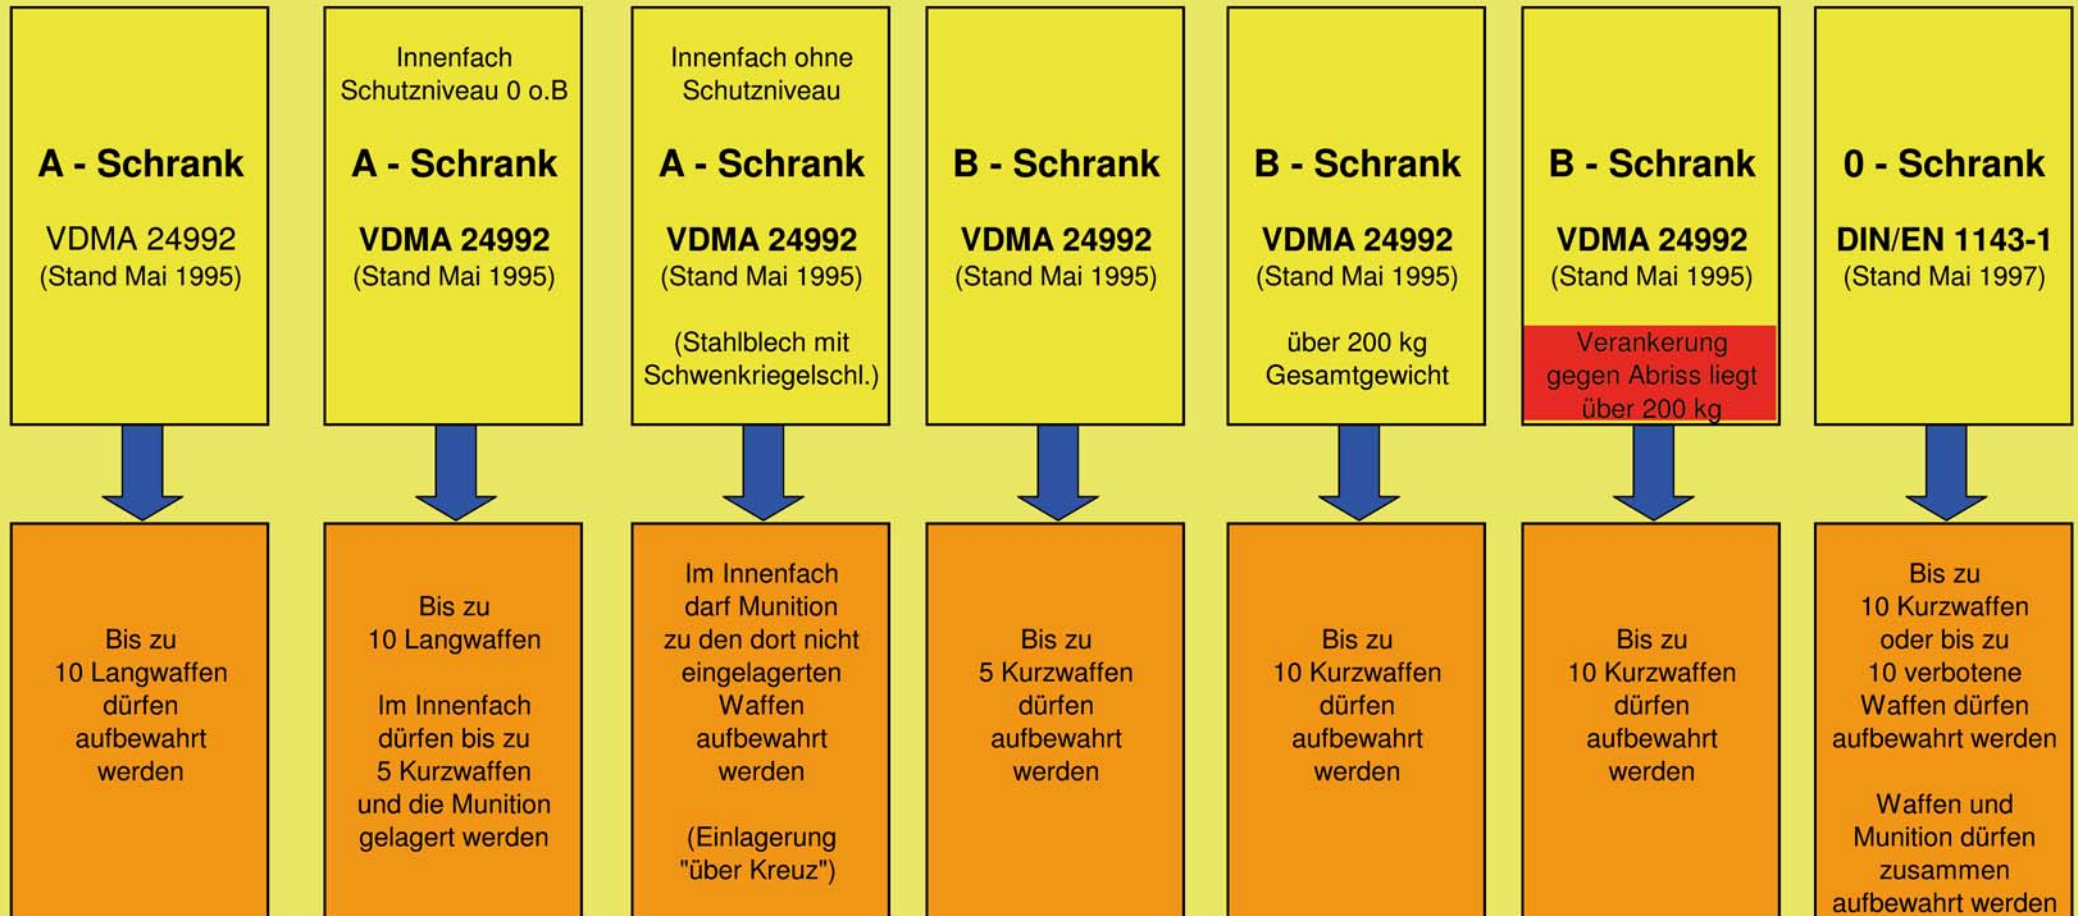 A - Schrank
VDMA 24992
(Stand Mai 1995)
Innenfach
Schutzniveau 0 o.B
A - Schrank
VDMA 24992
(Stand Mai 1995)
Innenfach ohne
Schutzniveau
A - Schrank
VDMA 24992
(Stand Mai 1995)
(Stahlblech mit
Schwenkriegelschl.)
B - Schrank
VDMA 24992
(Stand Mai 1995)
B - Schrank
VDMA 24992
(Stand Mai 1995)
über 200 kg
Gesamtgewicht
B - Schrank
VDMA 24992
(Stand Mai 1995)
Verankerung
gegen Abriss liegt
über 200 kg
0 - Schrank
DIN/EN 1143-1
(Stand Mai 1997)
Bis zu
10 Langwaffen
dürfen
aufbewahrt
werden
Bis zu
10 Langwaffen
Im Innenfach
dürfen bis zu
5 Kurzwaffen
und die Munition
gelagert werden
Im Innenfach
darf Munition
zu den dort nicht
eingelagerten
Waffen
aufbewahrt
werden
(Einlagerung
"über Kreuz")
Bis zu
5 Kurzwaffen
dürfen
aufbewahrt
werden
Bis zu
10 Kurzwaffen
dürfen
aufbewahrt
werden
Bis zu
10 Kurzwaffen
dürfen
aufbewahrt
werden
Bis zu
10 Kurzwaffen
oder bis zu
10 verbotene
Waffen dürfen
aufbewahrt werden
Waffen und
Munition dürfen
zusammen
aufbewahrt werden